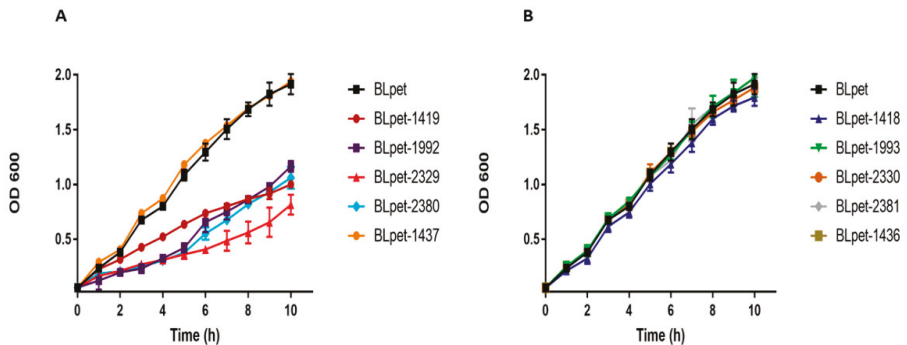 A
OD 600
2.0
1.5
1.0
0.5
0
2
4
6
8
10
Time (h)
BLpet
BLpet-1419
BLpet-1992
BLpet-2329
BLpet-2380
BLpet-1437
B
OD 600
2.0
1.5
1.0
0.5
0
2
4
6
8
10
Time (h)
BLpet
BLpet-1418
BLpet-1993
BLpet-2330
BLpet-2381
BLpet-1436